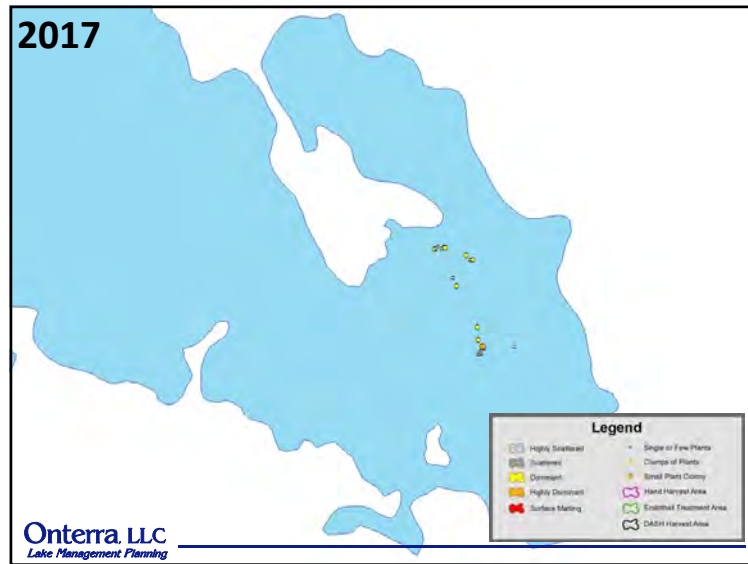 2017
Legend
Highly Scattered
Scattered
Dominant
Highly Dominant
Surface Matting
Single or Few Plants
Clumps of Plants
Small Plant Colony
Hand Harvest Area
Endothall Treatment Area
DASH Harvest Area
Onterra, LLC
Lake Management Planning